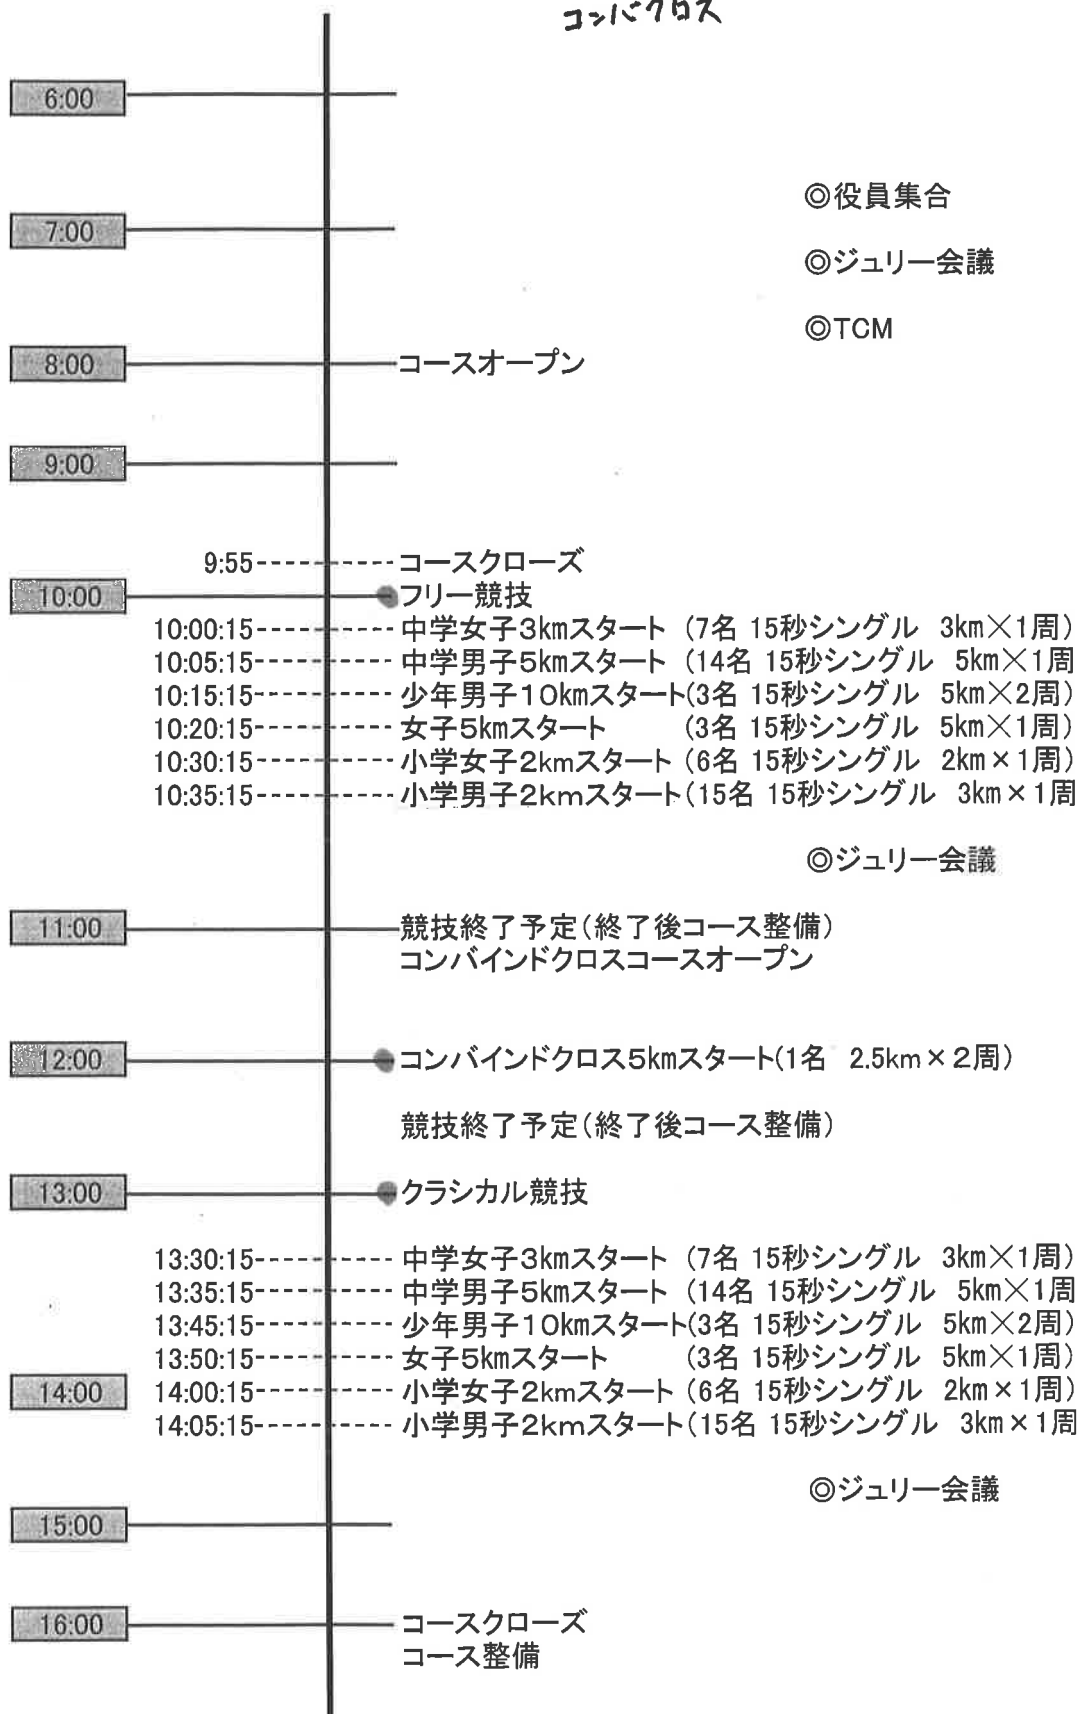 コンバクロス
6:00
◎役員集合
7:00
◎ジュリー会議
◎TCM
8:00 コースオープン
9:00
9:55 コースクローズ
10:00 フリー競技
10:00:15 中学女子3kmスタート (7名 15秒シングル 3km×1周)
10:05:15 中学男子5kmスタート (14名 15秒シングル 5km×1周
10:15:15 少年男子10kmスタート(3名 15秒シングル 5km×2周)
10:20:15 女子5kmスタート (3名 15秒シングル 5km×1周)
10:30:15 小学女子2kmスタート (6名 15秒シングル 2km×1周)
10:35:15 小学男子2kmスタート(15名 15秒シングル 3km×1周
◎ジュリー会議
11:00 競技終了予定(終了後コース整備)
コンバインドクロスコースオープン
12:00 コンバインドクロス5kmスタート(1名 2.5km×2周)
競技終了予定(終了後コース整備)
13:00 クラシカル競技
13:30:15 中学女子3kmスタート (7名 15秒シングル 3km×1周)
13:35:15 中学男子5kmスタート (14名 15秒シングル 5km×1周
13:45:15 少年男子10kmスタート(3名 15秒シングル 5km×2周)
13:50:15 女子5kmスタート (3名 15秒シングル 5km×1周)
14:00 14:00:15 小学女子2kmスタート (6名 15秒シングル 2km×1周)
14:05:15 小学男子2kmスタート(15名 15秒シングル 3km×1周
◎ジュリー会議
15:00
16:00 コースクローズ
コース整備